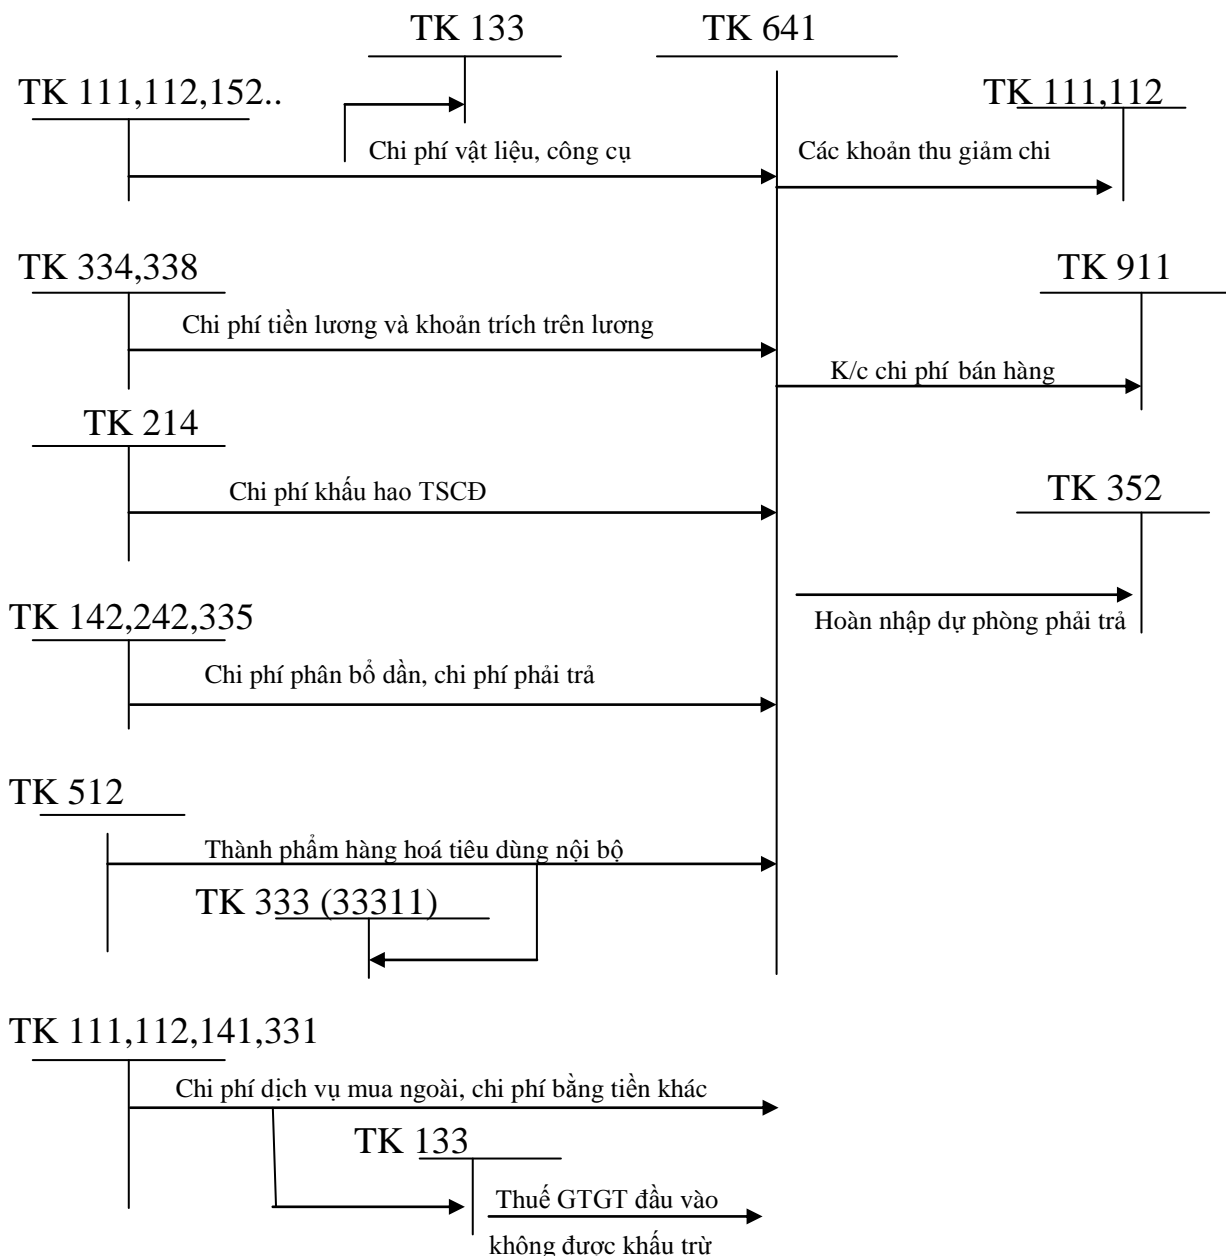 TK 133
TK 641
TK 111,112,152..
TK 111,112
Chi phí vật liệu, công cụ
Các khoản thu giảm chi
TK 334,338
TK 911
Chi phí tiền lương và khoản trích trên lương
K/c chi phí bán hàng
TK 214
Chi phí khấu hao TSCĐ
TK 352
TK 142,242,335
Hoàn nhập dự phòng phải trả
Chi phí phân bổ dần, chi phí phải trả
TK 512
Thành phẩm hàng hoá tiêu dùng nội bộ
TK 333 (33311)
TK 111,112,141,331
Chi phí dịch vụ mua ngoài, chi phí bằng tiền khác
TK 133
Thuế GTGT đầu vào
không được khấu trừ